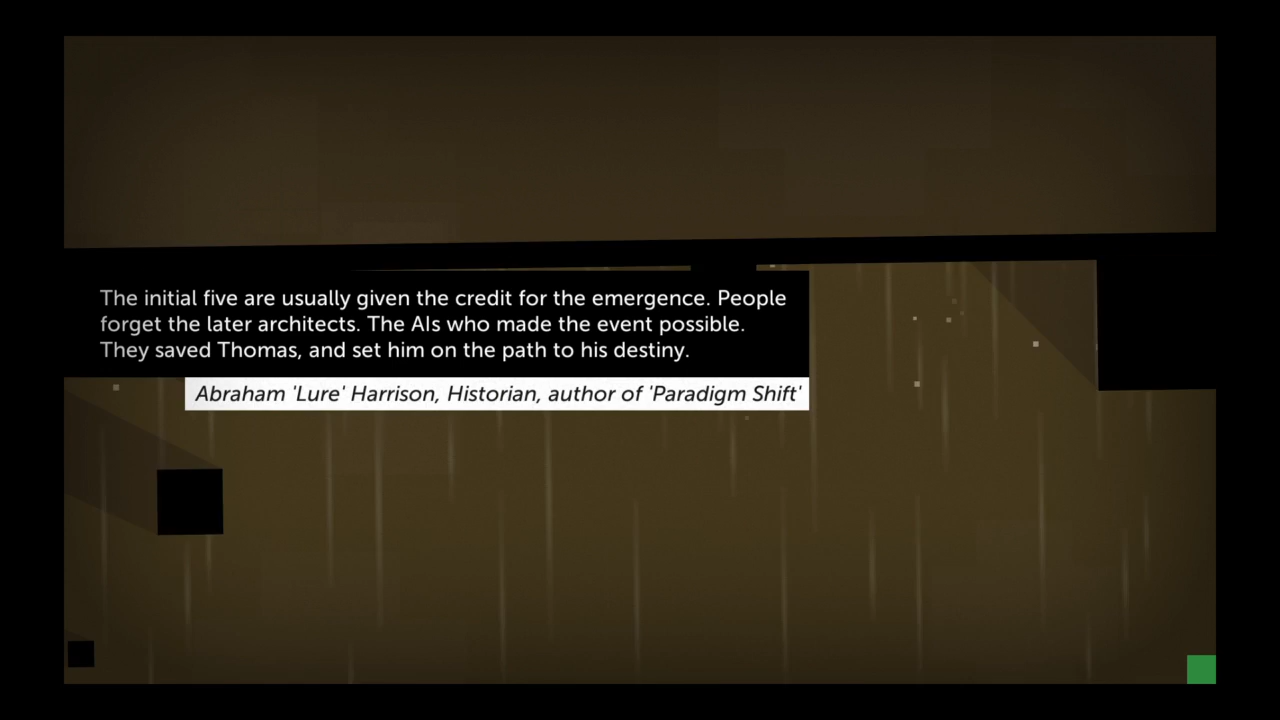 The initial five are usually given the credit for the emergence. People
forget the later architects. The AIs who made the event possible.
They saved Thomas, and set him on the path to his destiny.
Abraham 'Lure' Harrison, Historian, author of 'Paradigm Shift'